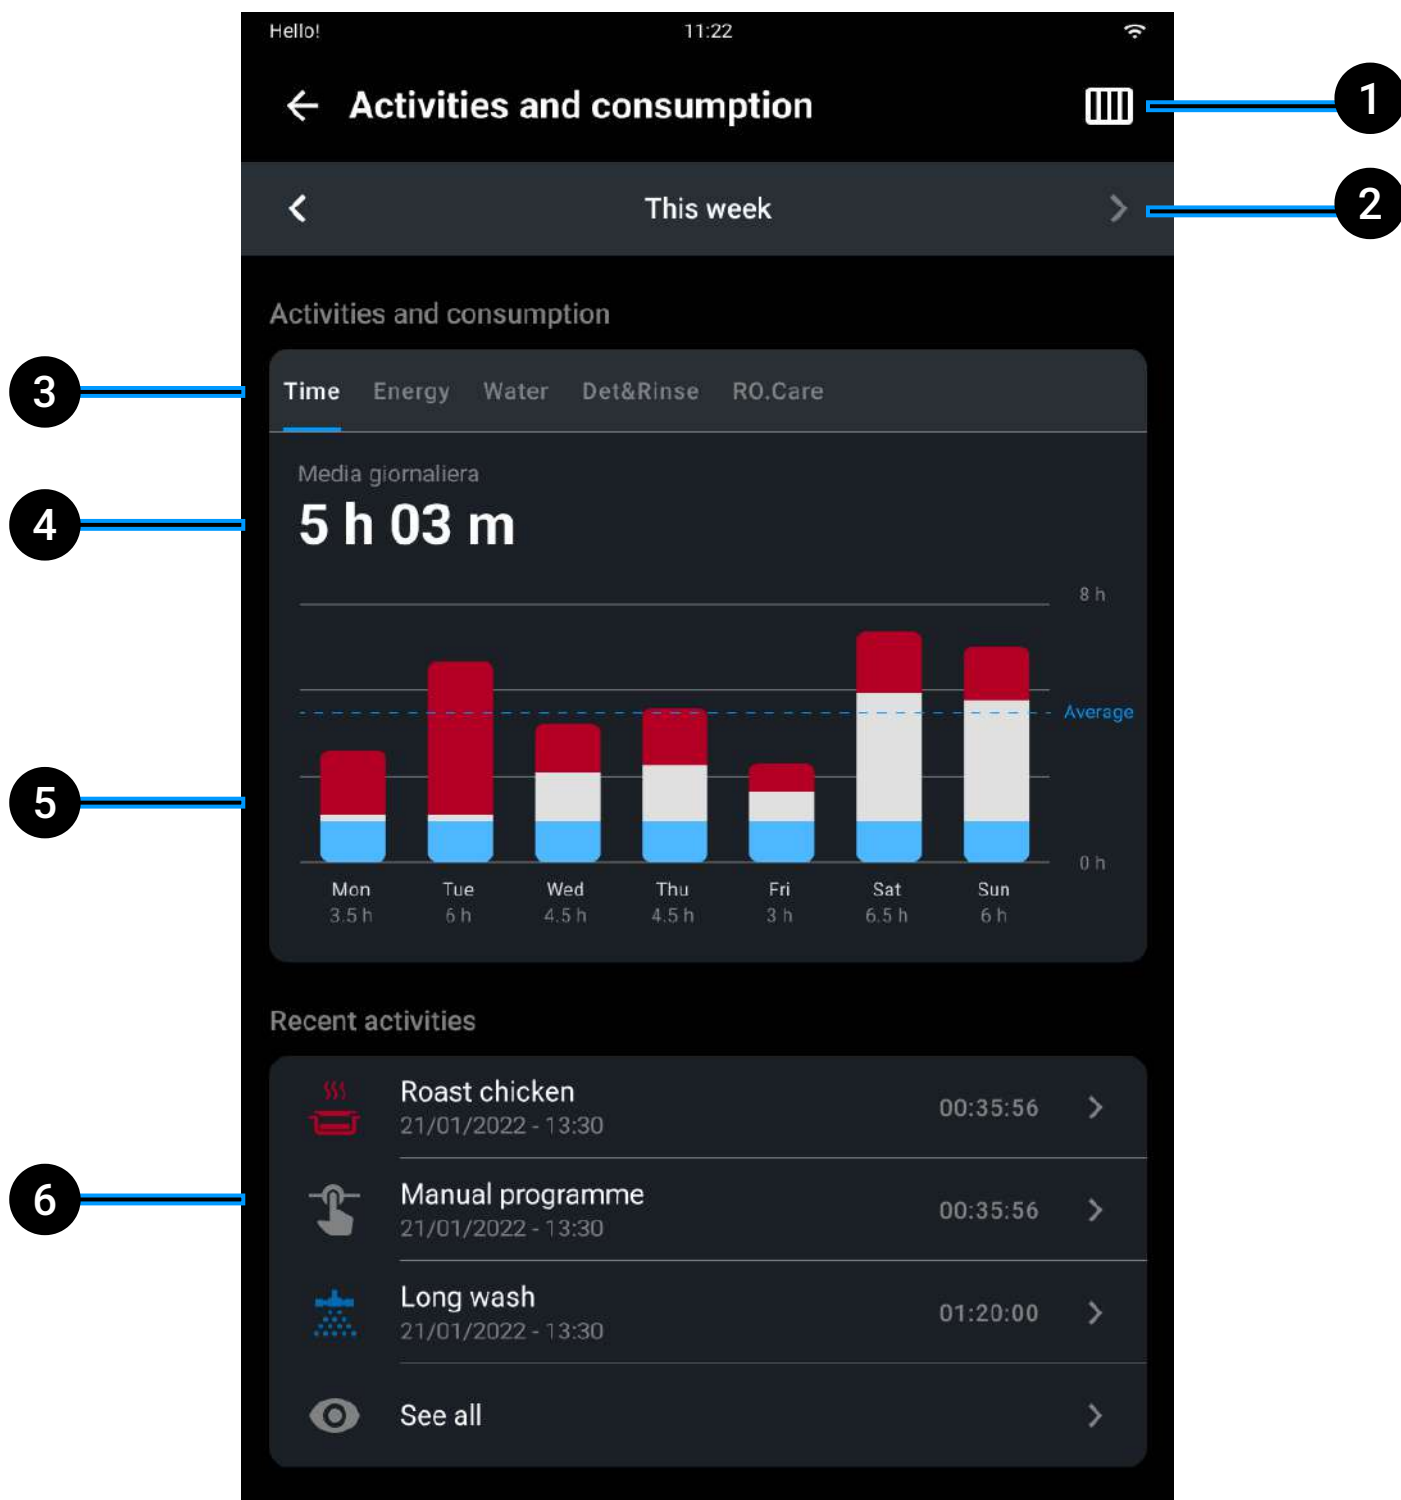 Hello! 11:22
Activities and consumption
1
This week
2
Activities and consumption
3
Time Energy Water Det&Rinse RO.Care
Media giornaliera
4
5 h 03 m
8 h
Average
5
0 h
Mon Tue Wed Thu Fri Sat Sun
3.5 h 6 h 4.5 h 4.5 h 3 h 6.5 h 6 h
Recent activities
Roast chicken
21/01/2022 - 13:30
00:35:56
6
Manual programme
21/01/2022 - 13:30
00:35:56
Long wash
21/01/2022 - 13:30
01:20:00
See all